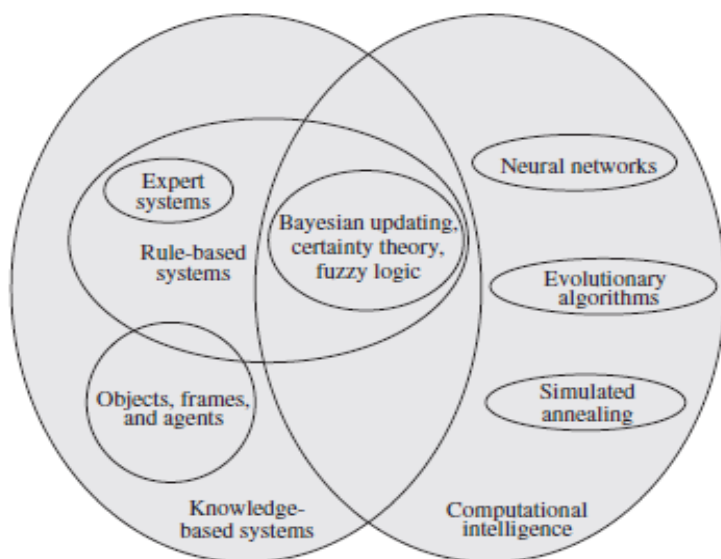 Expert
systems
Rule-based
systems
Bayesian updating,
certainty theory,
fuzzy logic
Neural networks
Evolutionary
algorithms
Simulated
annealing
Objects, frames,
and agents
Knowledge-
based systems
Computational
intelligence